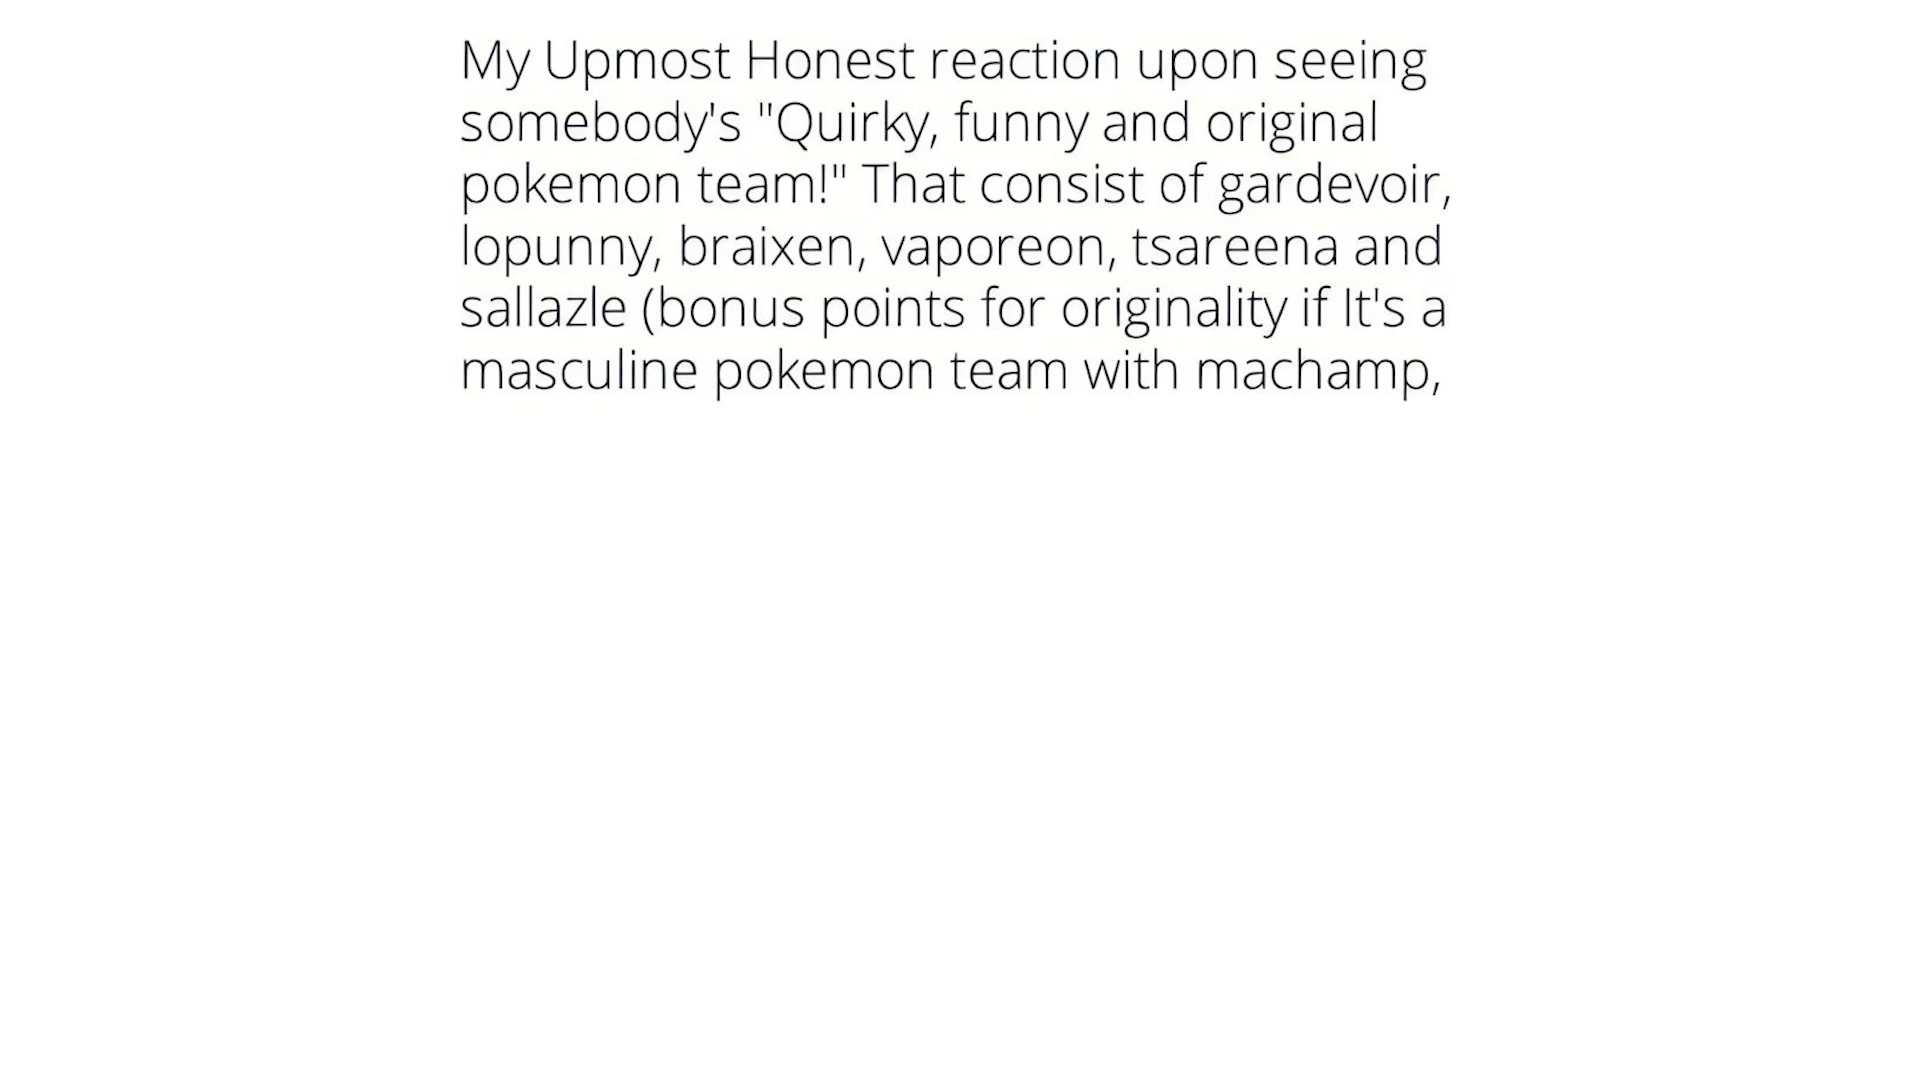 My Upmost Honest reaction upon seeing
somebody's "Quirky, funny and original
pokemon team!" That consist of gardevoir,
lopunny, braixen, vaporeon, tsareena and
sallazle (bonus points for originality if It's a
masculine pokemon team with machamp,